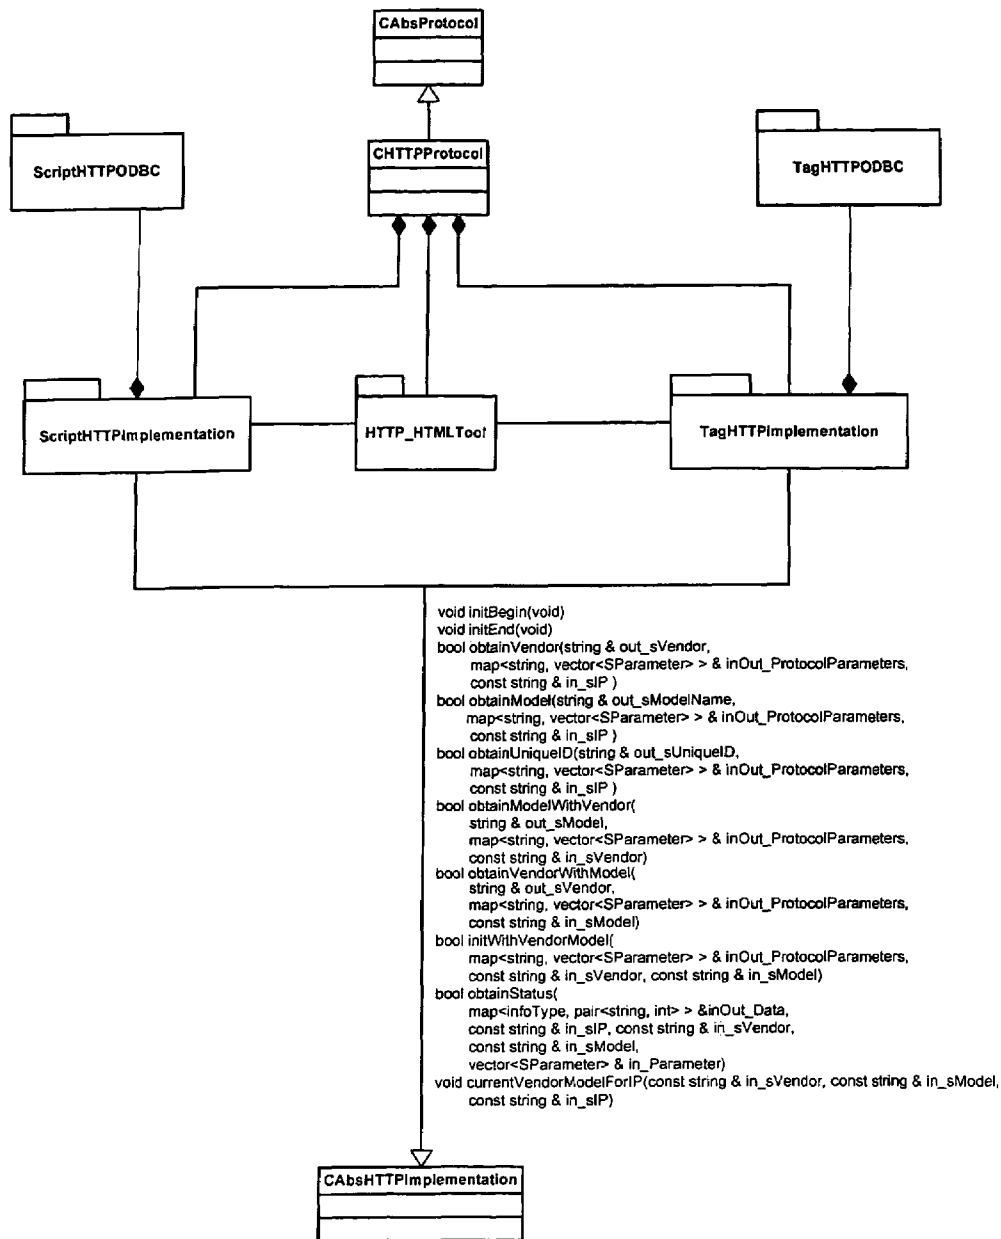 CAbsProtocol
ScriptHTTPODBC
CHTTPProtocol
TagHTTPODBC
ScriptHTTPImplementation
HTTP_HTMLTool
TagHTTPImplementation
void initBegin(void)
void initEnd(void)
bool obtainVendor(string & out_sVendor,
map<string, vector<SParameter> > & inOut_ProtocolParameters,
const string & in_sIP )
bool obtainModel(string & out_sModelName,
map<string, vector<SParameter> > & inOut_ProtocolParameters,
const string & in_sIP )
bool obtainUniqueID(string & out_sUniqueID,
map<string, vector<SParameter> > & inOut_ProtocolParameters,
const string & in_sIP )
bool obtainModelWithVendor(
string & out_sModel,
map<string, vector<SParameter> > & inOut_ProtocolParameters,
const string & in_sVendor)
bool obtainVendorWithModel(
string & out_sVendor,
map<string, vector<SParameter> > & inOut_ProtocolParameters,
const string & in_sModel)
bool initWithVendorModel(
map<string, vector<SParameter> > & inOut_ProtocolParameters,
const string & in_sVendor, const string & in_sModel)
bool obtainStatus(
map<infoType, pair<string, int> > &inOut_Data,
const string & in_sIP, const string & in_sVendor,
const string & in_sModel,
vector<SParameter> & in_Parameter)
void currentVendorModelForIP(const string & in_sVendor, const string & in_sModel,
const string & in_sIP)
CAbsHTTPImplementation